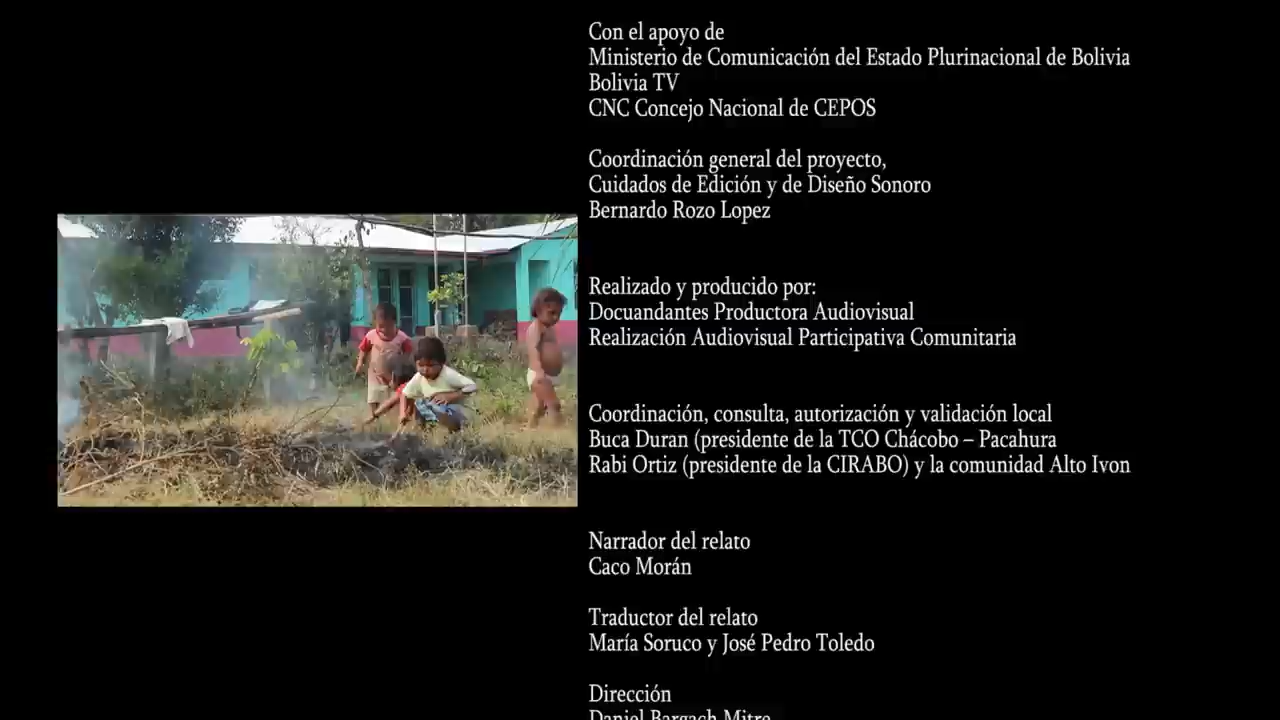 Con el apoyo de
Ministerio de Comunicación del Estado Plurinacional de Bolivia
Bolivia TV
CNC Concejo Nacional de CEPOS
Coordinación general del proyecto,
Cuidados de Edición y de Diseño Sonoro
Bernardo Rozo Lopez
Realizado y producido por:
Docuandantes Productora Audiovisual
Realización Audiovisual Participativa Comunitaria
Coordinación, consulta, autorización y validación local
Buca Duran (presidente de la TCO Chácobo – Pacahura
Rabi Ortiz (presidente de la CIRABO) y la comunidad Alto Ivon
Narrador del relato
Caco Morán
Traductor del relato
María Soruco y José Pedro Toledo
Dirección
Daniel Bargach Mitre